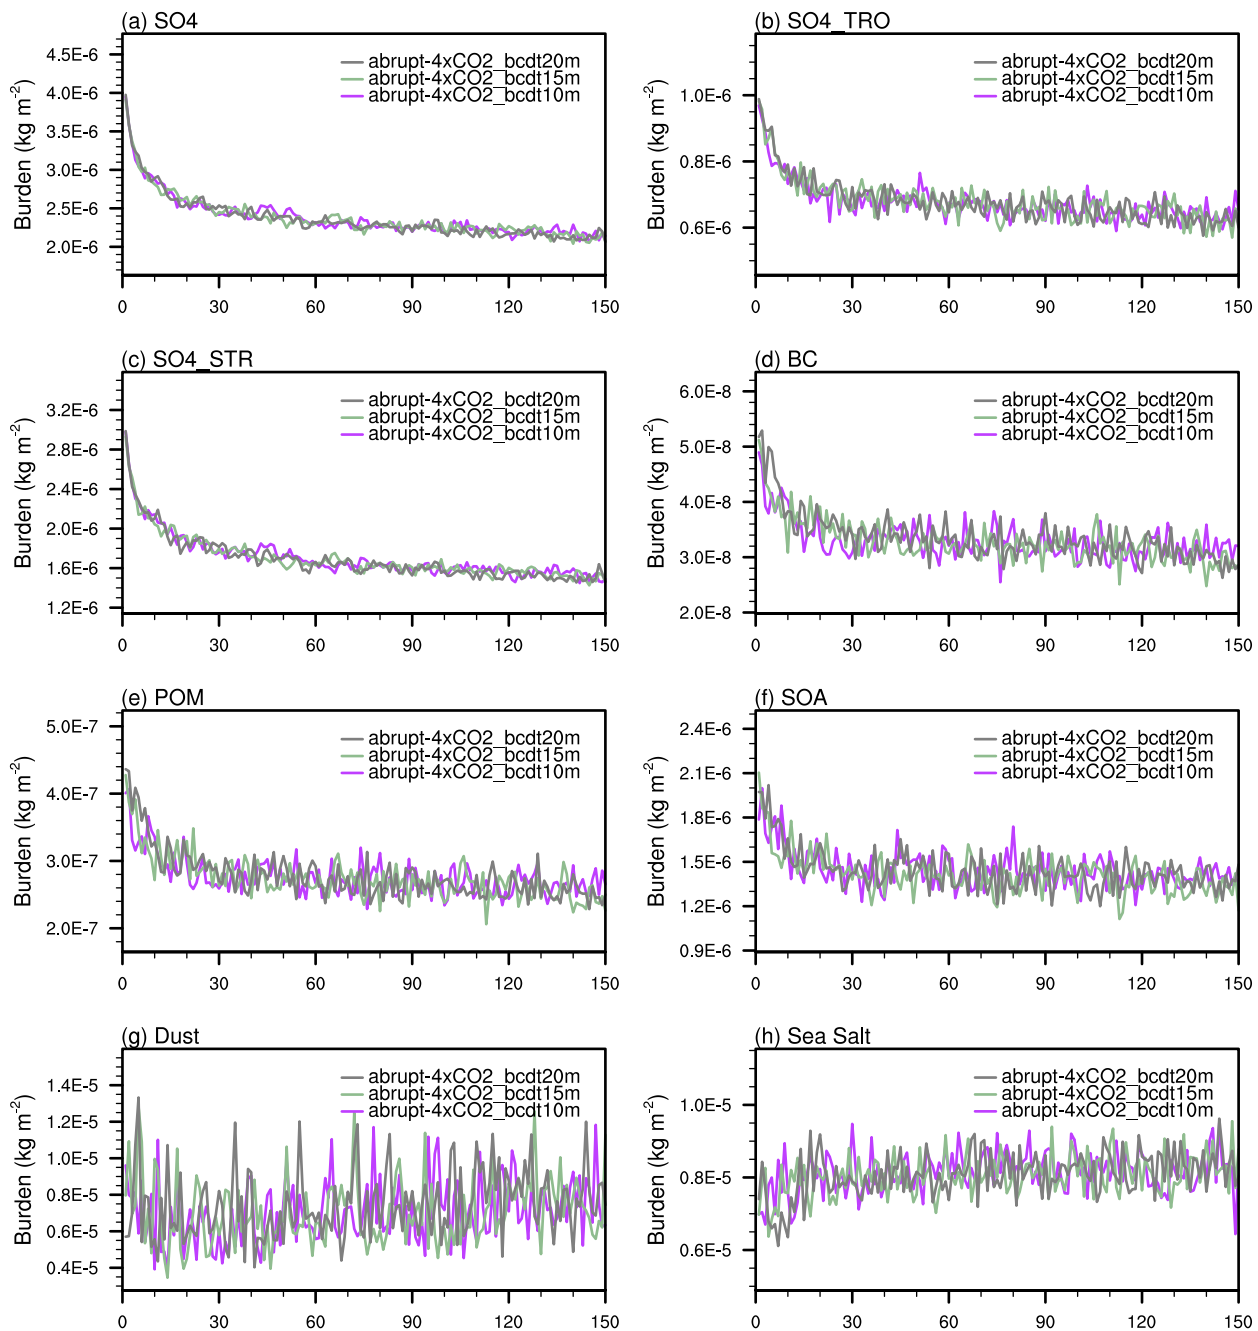 (a) SO4
4.5E-6
4.0E-6
3.5E-6
3.0E-6
2.5E-6
2.0E-6
Burden (kg m-2)
abrupt-4xCO2_bcdt20m
abrupt-4xCO2_bcdt15m
abrupt-4xCO2_bcdt10m
0 30 60 90 120 150
(b) SO4_TRO
1.0E-6
0.8E-6
0.6E-6
Burden (kg m-2)
abrupt-4xCO2_bcdt20m
abrupt-4xCO2_bcdt15m
abrupt-4xCO2_bcdt10m
0 30 60 90 120 150
(c) SO4_STR
3.2E-6
2.8E-6
2.4E-6
2.0E-6
1.6E-6
1.2E-6
Burden (kg m-2)
abrupt-4xCO2_bcdt20m
abrupt-4xCO2_bcdt15m
abrupt-4xCO2_bcdt10m
0 30 60 90 120 150
(d) BC
6.0E-8
5.0E-8
4.0E-8
3.0E-8
2.0E-8
Burden (kg m-2)
abrupt-4xCO2_bcdt20m
abrupt-4xCO2_bcdt15m
abrupt-4xCO2_bcdt10m
0 30 60 90 120 150
(e) POM
5.0E-7
4.0E-7
3.0E-7
2.0E-7
Burden (kg m-2)
abrupt-4xCO2_bcdt20m
abrupt-4xCO2_bcdt15m
abrupt-4xCO2_bcdt10m
0 30 60 90 120 150
(f) SOA
2.4E-6
2.1E-6
1.8E-6
1.5E-6
1.2E-6
0.9E-6
Burden (kg m-2)
abrupt-4xCO2_bcdt20m
abrupt-4xCO2_bcdt15m
abrupt-4xCO2_bcdt10m
0 30 60 90 120 150
(g) Dust
1.4E-5
1.2E-5
1.0E-5
0.8E-5
0.6E-5
0.4E-5
Burden (kg m-2)
abrupt-4xCO2_bcdt20m
abrupt-4xCO2_bcdt15m
abrupt-4xCO2_bcdt10m
0 30 60 90 120 150
(h) Sea Salt
1.0E-5
0.8E-5
0.6E-5
Burden (kg m-2)
abrupt-4xCO2_bcdt20m
abrupt-4xCO2_bcdt15m
abrupt-4xCO2_bcdt10m
0 30 60 90 120 150